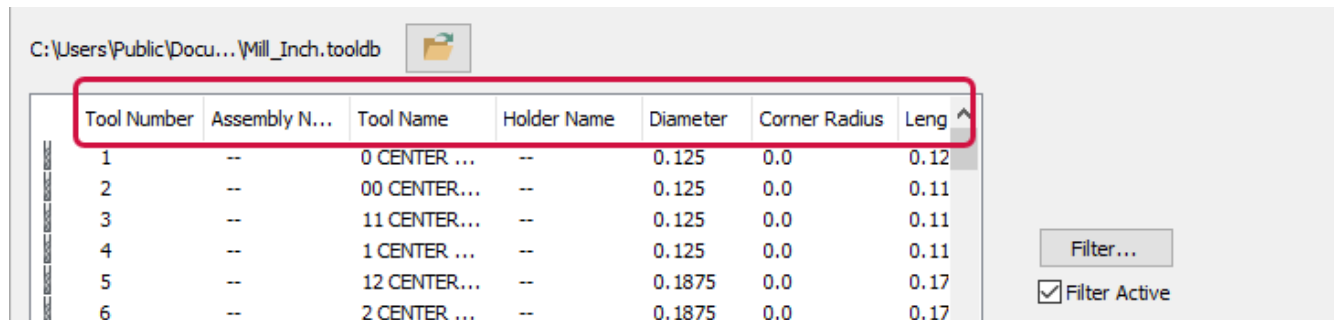 C:\Users\Public\Docu...\Mill_Inch.tooldb
Tool Number Assembly N... Tool Name Holder Name Diameter Corner Radius Leng
1 -- 0 CENTER ... -- 0.125 0.0 0.12
2 -- 00 CENTER... -- 0.125 0.0 0.11
3 -- 11 CENTER... -- 0.125 0.0 0.11
4 -- 1 CENTER ... -- 0.125 0.0 0.11
5 -- 12 CENTER... -- 0.1875 0.0 0.17
6 -- 2 CENTER ... -- 0.1875 0.0 0.17
Filter...
Filter Active